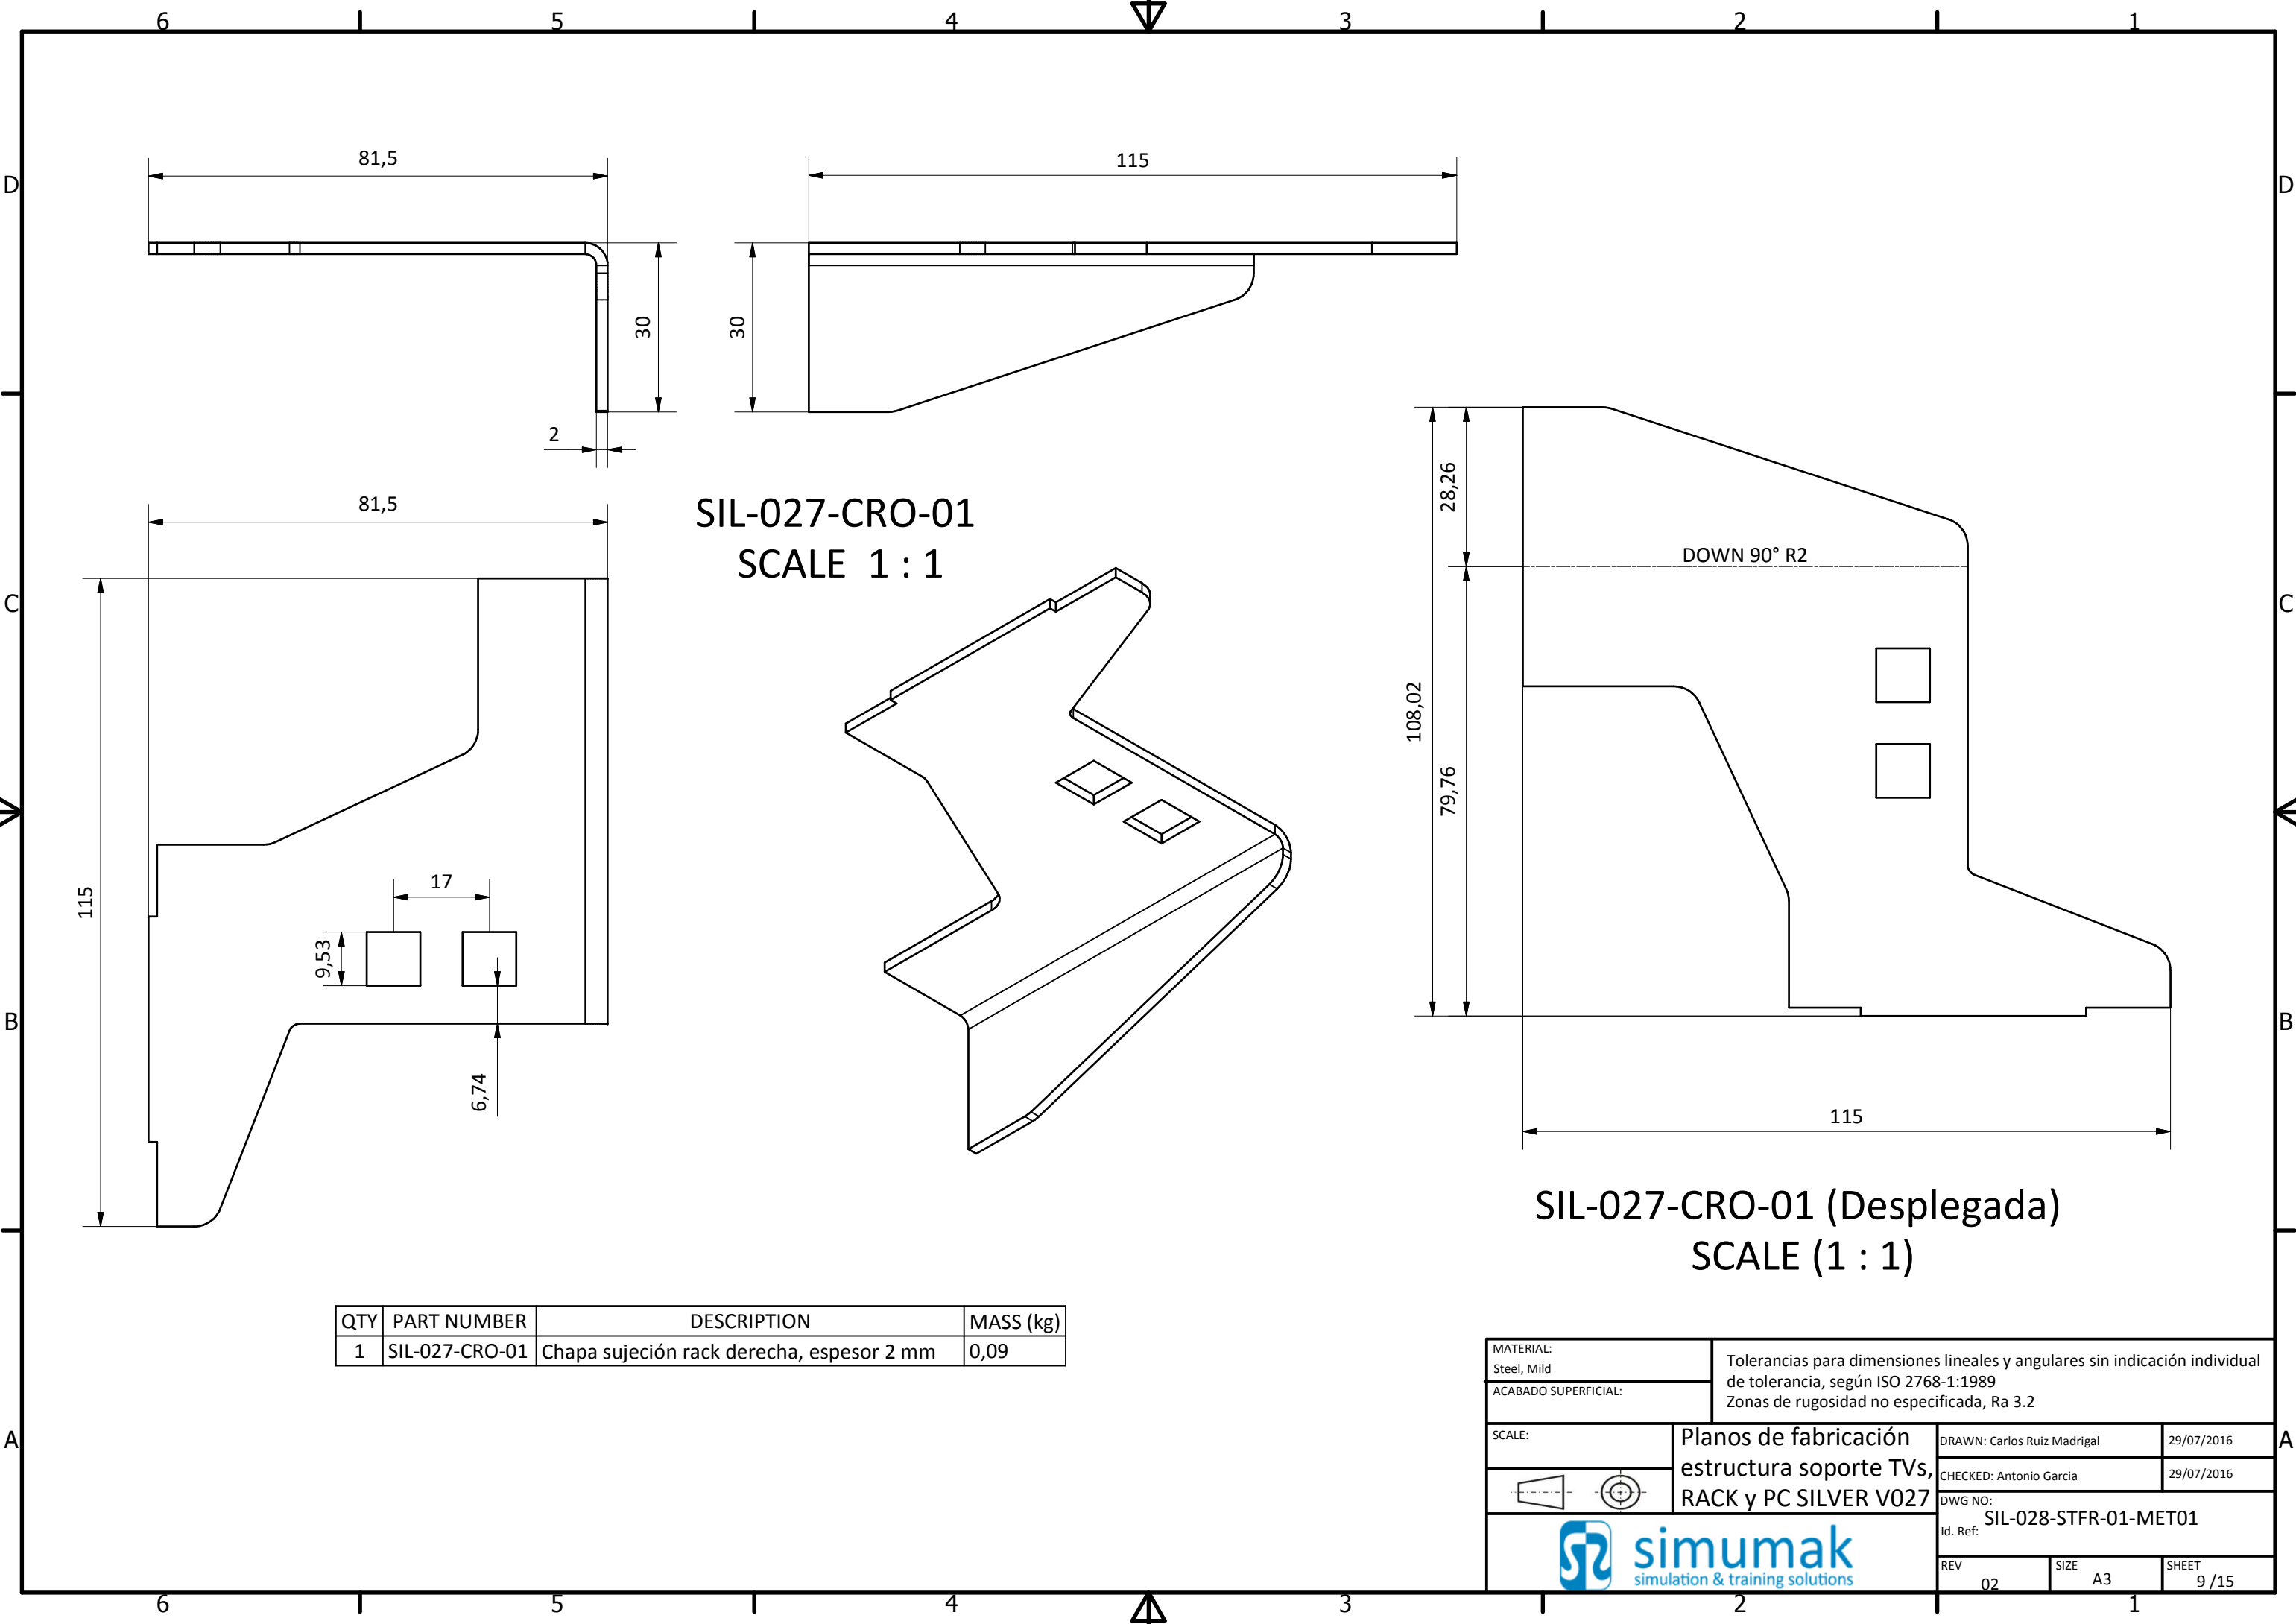 6 5 4 3 2 1
D D
C C
B B
A A
81,5
115
30
30
2
81,5
SIL-027-CRO-01
SCALE 1 : 1
115
17
9,53
6,74
28,26
DOWN 90° R2
108,02
79,76
115
SIL-027-CRO-01 (Desplegada)
SCALE (1 : 1)
QTY PART NUMBER DESCRIPTION MASS (kg)
1 SIL-027-CRO-01 Chapa sujeción rack derecha, espesor 2 mm 0,09
MATERIAL:
Steel, Mild
ACABADO SUPERFICIAL:
Tolerancias para dimensiones lineales y angulares sin indicación individual
de tolerancia, según ISO 2768-1:1989
Zonas de rugosidad no especificada, Ra 3.2
SCALE:
Planos de fabricación
estructura soporte TVs,
RACK y PC SILVER V027
DRAWN: Carlos Ruiz Madrigal 29/07/2016
CHECKED: Antonio Garcia 29/07/2016
DWG NO:
SIL-028-STFR-01-MET01
Id. Ref:
simumak
simulation & training solutions
REV 02
SIZE A3
SHEET 9 /15
6 5 4 3 2 1